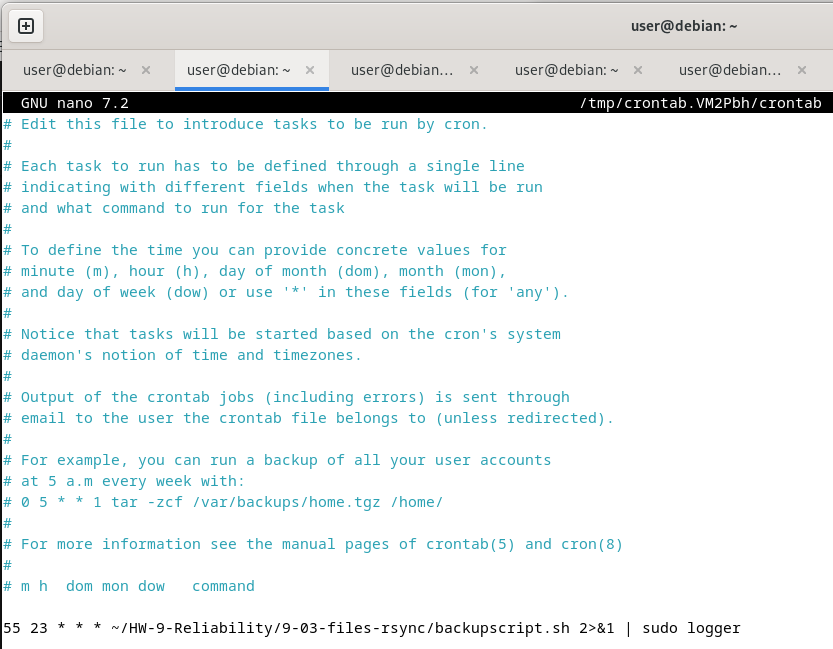 user@debian: ~
user@debian: ~ × user@debian: ~ × user@debian... × user@debian: ~ × user@debian... ×
GNU nano 7.2 /tmp/crontab.VM2Pbh/crontab
# Edit this file to introduce tasks to be run by cron.
#
# Each task to run has to be defined through a single line
# indicating with different fields when the task will be run
# and what command to run for the task
#
# To define the time you can provide concrete values for
# minute (m), hour (h), day of month (dom), month (mon),
# and day of week (dow) or use '*' in these fields (for 'any').
#
# Notice that tasks will be started based on the cron's system
# daemon's notion of time and timezones.
#
# Output of the crontab jobs (including errors) is sent through
# email to the user the crontab file belongs to (unless redirected).
#
# For example, you can run a backup of all your user accounts
# at 5 a.m every week with:
# 0 5 * * 1 tar -zcf /var/backups/home.tgz /home/
#
# For more information see the manual pages of crontab(5) and cron(8)
#
# m h  dom mon dow   command
55 23 * * * ~/HW-9-Reliability/9-03-files-rsync/backupscript.sh 2>&1 | sudo logger